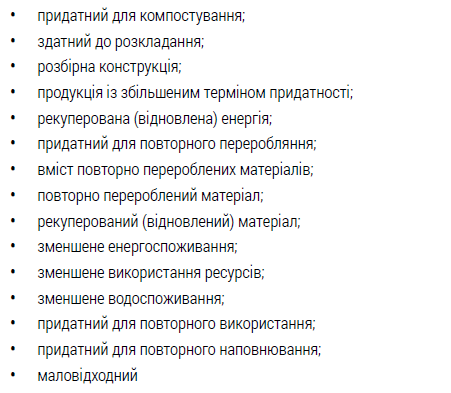 • придатний для компостування;
• здатний до розкладання;
• розбірна конструкція;
• продукція із збільшеним терміном придатності;
• рекуперована (відновлена) енергія;
• придатний для повторного перероблення;
• вміст повторно перероблених матеріалів;
• повторно перероблений матеріал;
• рекуперований (відновлений) матеріал;
• зменшене енергоспоживання;
• зменшене використання ресурсів;
• зменшене водоспоживання;
• придатний для повторного використання;
• придатний для повторного наповнювання;
• маловідходний